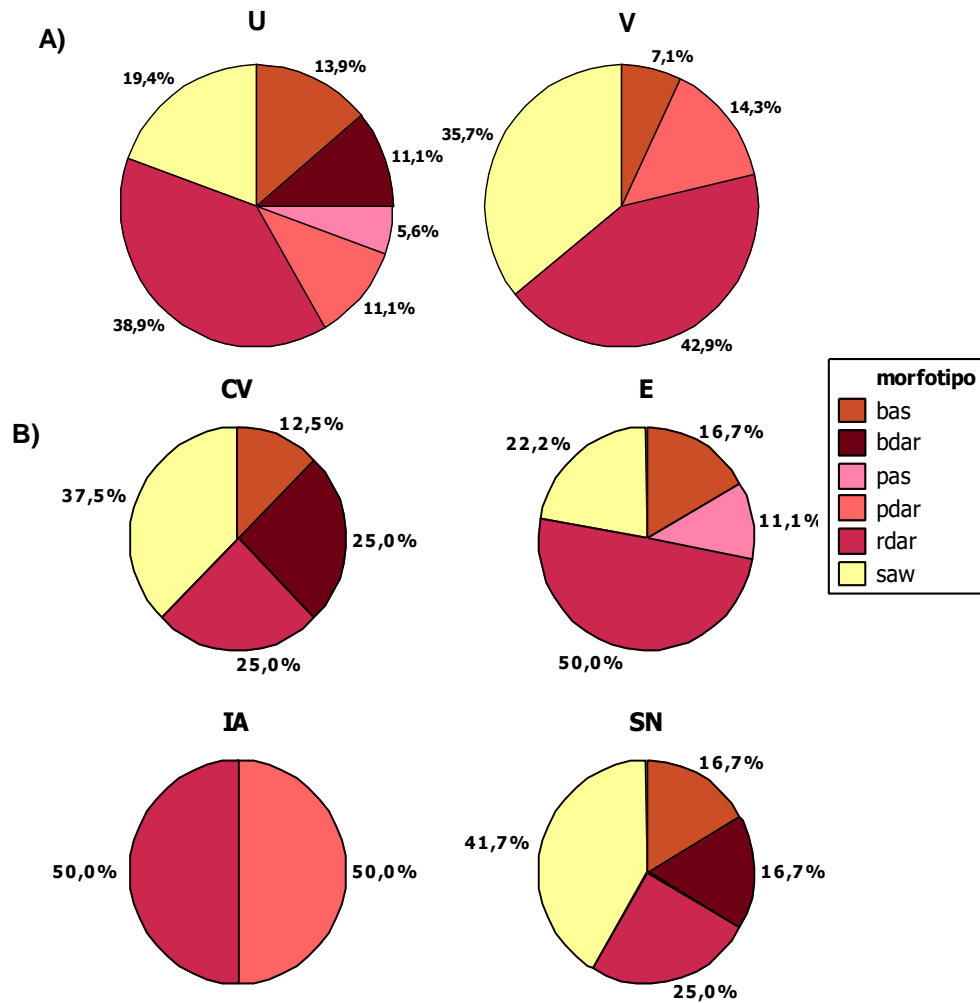 A)
U
V
13,9%
19,4%
11,1%
5,6%
11,1%
38,9%
7,1%
14,3%
35,7%
42,9%
B)
CV
E
12,5%
37,5%
25,0%
25,0%
16,7%
22,2%
11,1%
50,0%
morfotipo
bas
bdar
pas
pdar
rdar
saw
IA
SN
50,0%
50,0%
16,7%
41,7%
16,7%
25,0%